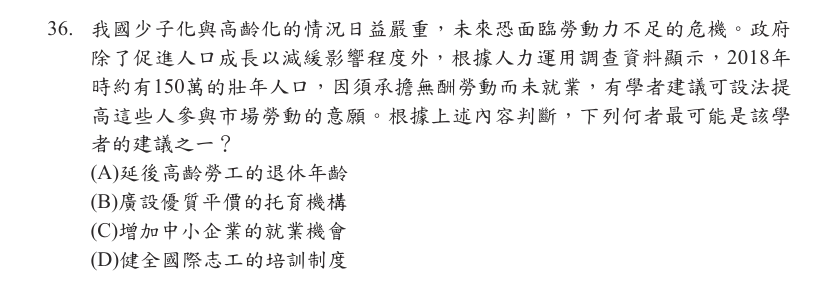 36. 我國少子化與高齡化的情況日益嚴重，未來恐面臨勞動力不足的危機。政府
除了促進人口成長以減緩影響程度外，根據人力運用調查資料顯示，2018年
時約有150萬的壯年人口，因須承擔無酬勞動而未就業，有學者建議可設法提
高這些人參與市場勞動的意願。根據上述內容判斷，下列何者最可能是該學
者的建議之一？
(A)延後高齡勞工的退休年齡
(B)廣設優質平價的托育機構
(C)增加中小企業的就業機會
(D)健全國際志工的培訓制度